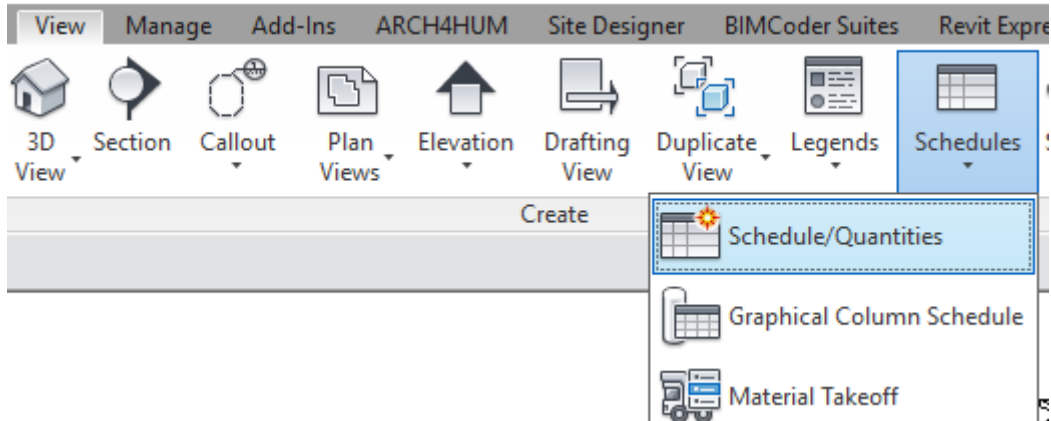 View Manage Add-Ins ARCH4HUM Site Designer BIMCoder Suites Revit
3D Section Callout Plan Elevation Drafting Duplicate Legends Schedules
View Views View View
Create
Schedule/Quantities
Graphical Column Schedule
Material Takeoff